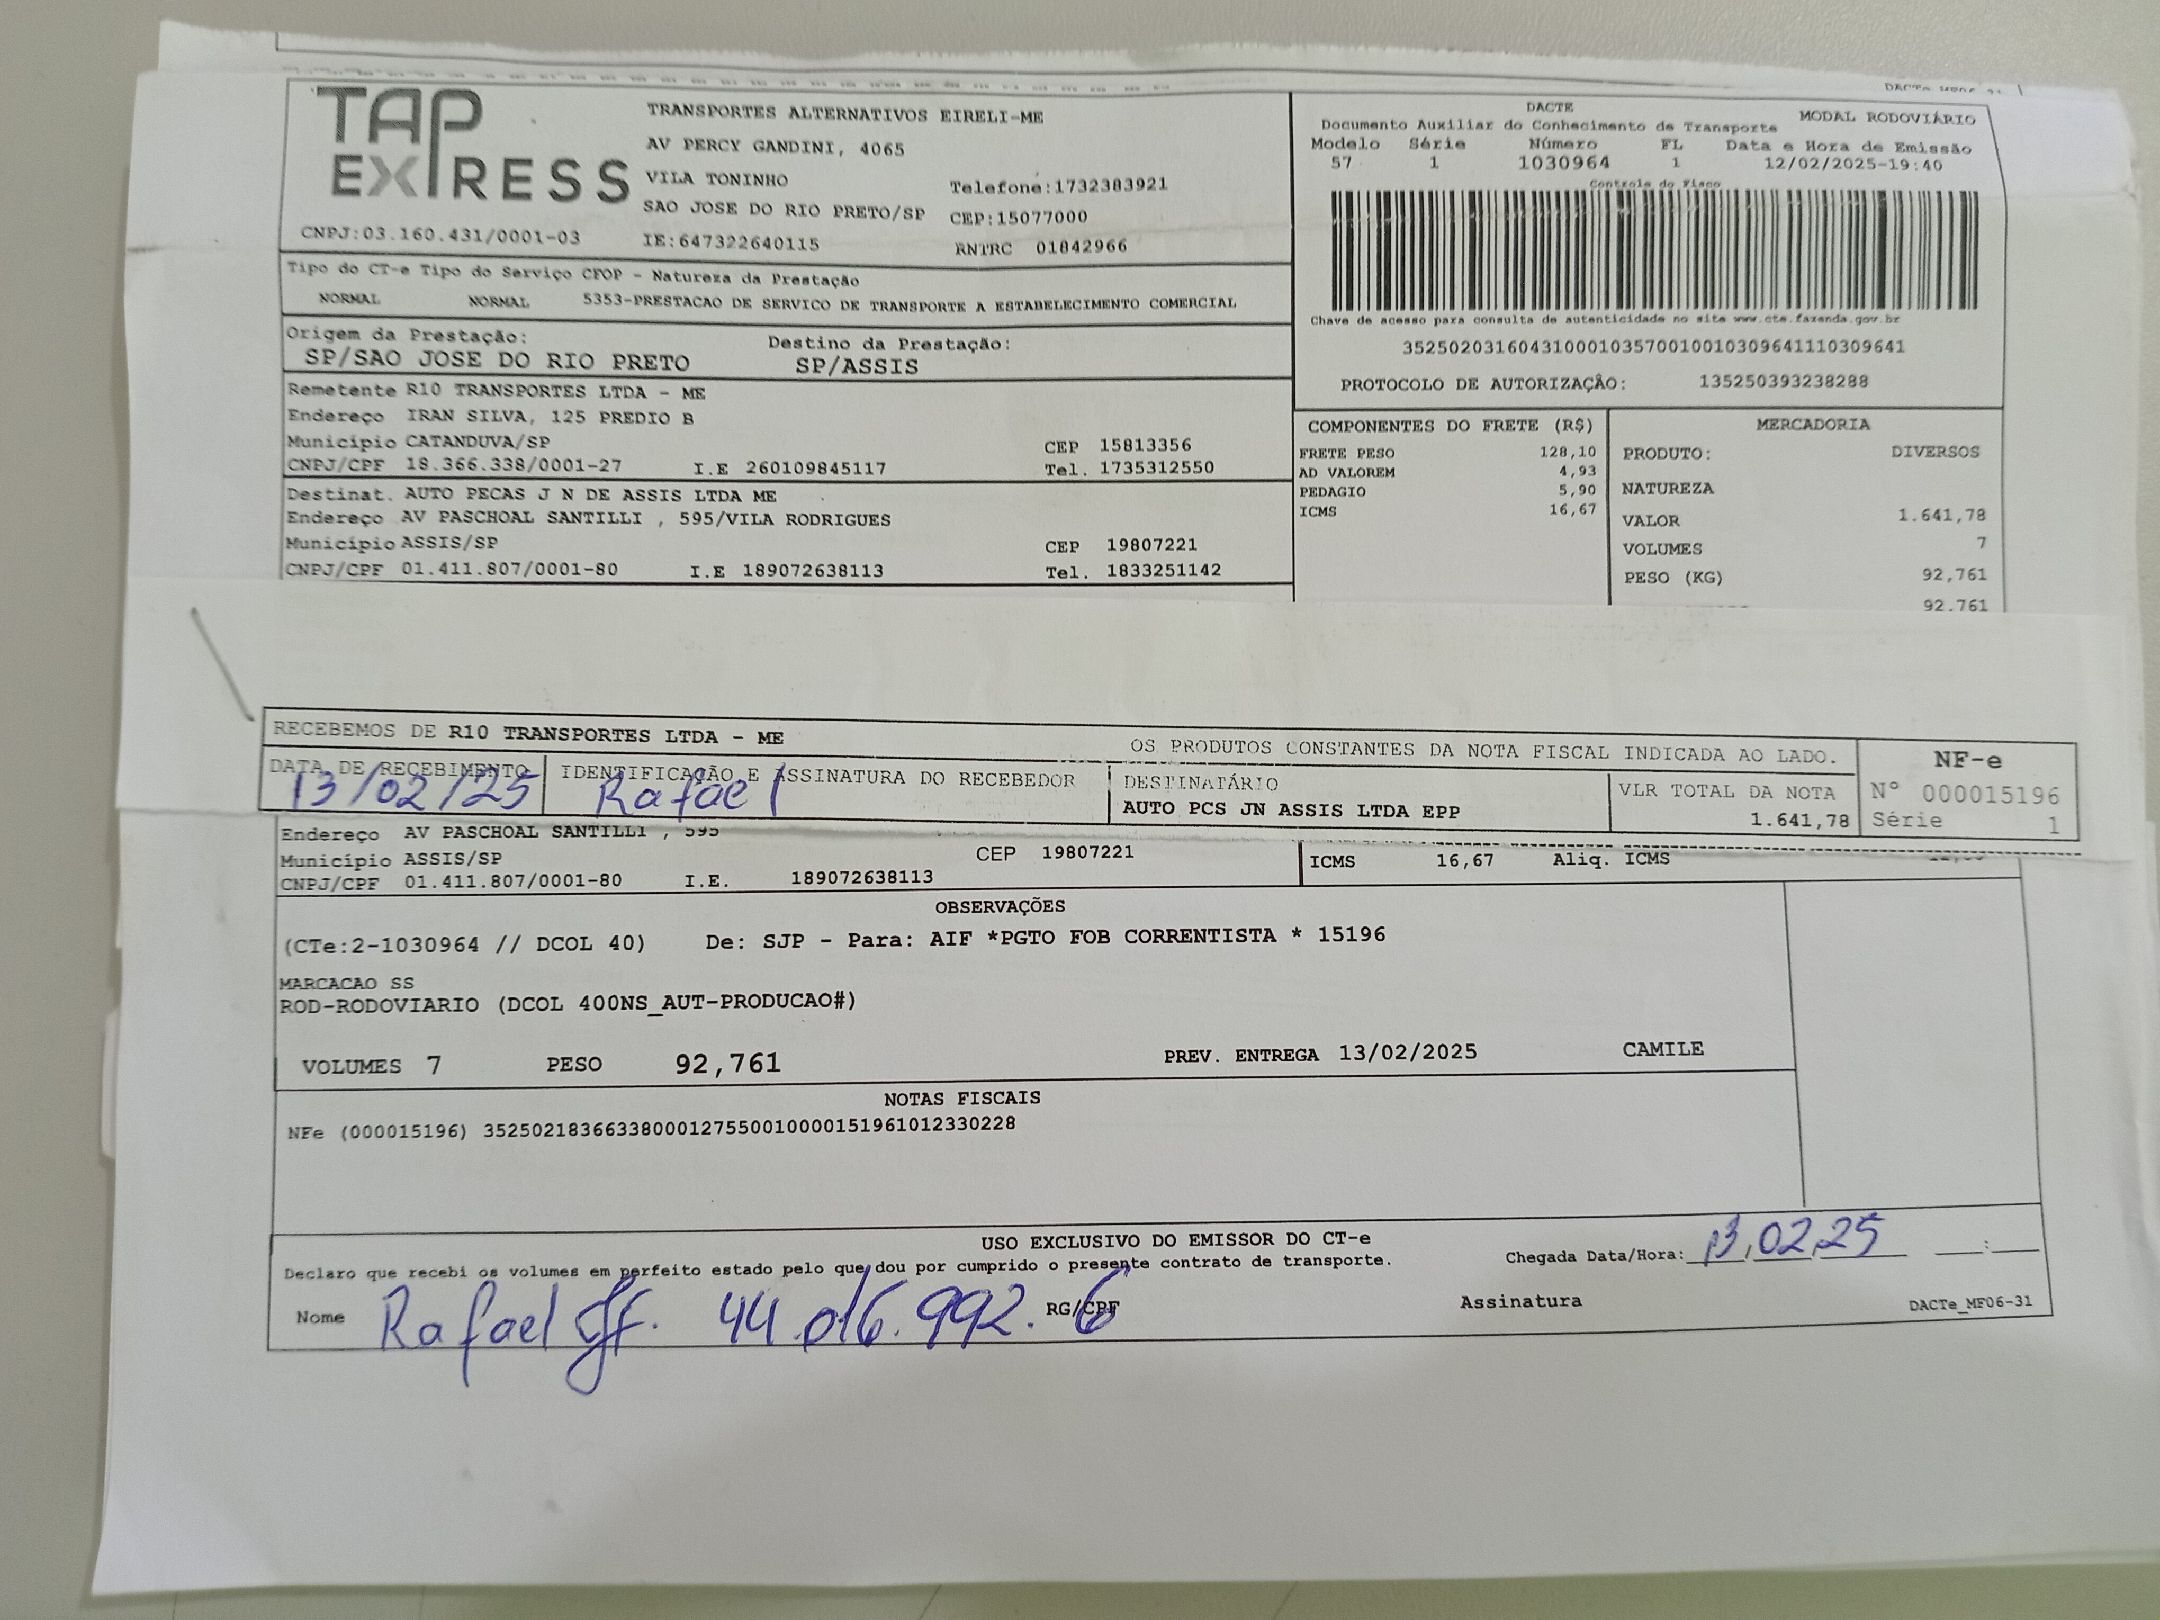 DACTe
TAP EXPRESS
TRANSPORTES ALTERNATIVOS EIRELI-ME
AV PERCY GANDINI, 4065
VILA TONINHO Telefone:1732383921
SAO JOSE DO RIO PRETO/SP CEP:15077000
CNPJ:03.160.431/0001-03 IE:647322640115 RNTRC 01842966
DACTE MODAL RODOVIÁRIO
Documento Auxiliar do Conhecimento de Transporte
Modelo Série Número FL Data e Hora de Emissão
57 1 1030964 1 12/02/2025-19:40
Controle do Fisco
Chave de acesso para consulta de autenticidade no site www.cte.fazenda.gov.br
35250203160431000103570010010309641110309641
PROTOCOLO DE AUTORIZAÇÃO: 135250393238288
Tipo do CT-e Tipo do Serviço CFOP - Natureza da Prestação
NORMAL NORMAL 5353-PRESTACAO DE SERVICO DE TRANSPORTE A ESTABELECIMENTO COMERCIAL
Origem da Prestação: Destino da Prestação:
SP/SAO JOSE DO RIO PRETO SP/ASSIS
Remetente R10 TRANSPORTES LTDA - ME
Endereço IRAN SILVA, 125 PREDIO B
Município CATANDUVA/SP CEP 15813356
CNPJ/CPF 18.366.338/0001-27 I.E 260109845117 Tel. 1735312550
Destinat. AUTO PECAS J N DE ASSIS LTDA ME
Endereço AV PASCHOAL SANTILLI , 595/VILA RODRIGUES
Município ASSIS/SP CEP 19807221
CNPJ/CPF 01.411.807/0001-80 I.E 189072638113 Tel. 1833251142
COMPONENTES DO FRETE (R$)
FRETE PESO 128,10
AD VALOREM 4,93
PEDAGIO 5,90
ICMS 16,67
MERCADORIA
PRODUTO: DIVERSOS
NATUREZA
VALOR 1.641,78
VOLUMES 7
PESO (KG) 92,761
92.761
RECEBEMOS DE R10 TRANSPORTES LTDA - ME OS PRODUTOS CONSTANTES DA NOTA FISCAL INDICADA AO LADO.
DATA DE RECEBIMENTO IDENTIFICAÇÃO E ASSINATURA DO RECEBEDOR DESTINATÁRIO VLR TOTAL DA NOTA
13/02/25 Rafael AUTO PCS JN ASSIS LTDA EPP 1.641,78
NF-e
Nº 000015196
Série 1
Endereço AV PASCHOAL SANTILLI , 595
Município ASSIS/SP CEP 19807221
CNPJ/CPF 01.411.807/0001-80 I.E. 189072638113
ICMS 16,67 Aliq. ICMS
OBSERVAÇÕES
(CTe:2-1030964 // DCOL 40) De: SJP - Para: AIF *PGTO FOB CORRENTISTA * 15196
MARCACAO SS
ROD-RODOVIARIO (DCOL 400NS_AUT-PRODUCAO#)
VOLUMES 7 PESO 92,761 PREV. ENTREGA 13/02/2025 CAMILE
NOTAS FISCAIS
NFe (000015196) 35250218366338000127550010000151961012330228
USO EXCLUSIVO DO EMISSOR DO CT-e
Declaro que recebi os volumes em perfeito estado pelo que dou por cumprido o presente contrato de transporte. Chegada Data/Hora: 13,02,25 __:__
Nome Rafael 44.016.992.6 RG/CPF Assinatura DACTe_MF06-31